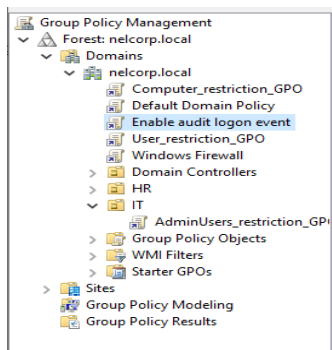 Group Policy Management
Forest: nelcorp.local
Domains
nelcorp.local
Computer_restriction_GPO
Default Domain Policy
Enable audit logon event
User_restriction_GPO
Windows Firewall
Domain Controllers
HR
IT
AdminUsers_restriction_GP
Group Policy Objects
WMI Filters
Starter GPOs
Sites
Group Policy Modeling
Group Policy Results